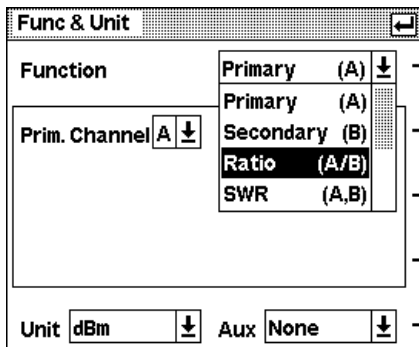 Func & Unit
Function Primary (A)
Primary (A)
Prim. Channel A Secondary (B)
Ratio (A/B)
SWR (A,B)
Unit dBm Aux None